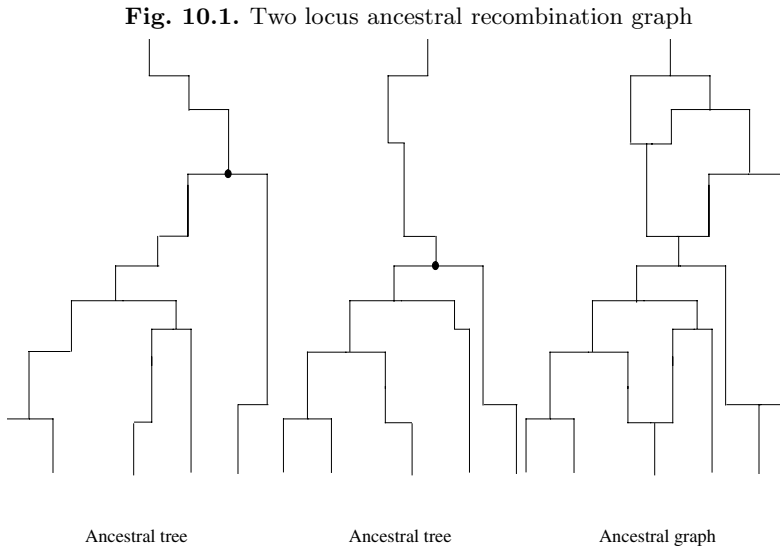 Fig. 10.1. Two locus ancestral recombination graph
Ancestral tree
Ancestral tree
Ancestral graph